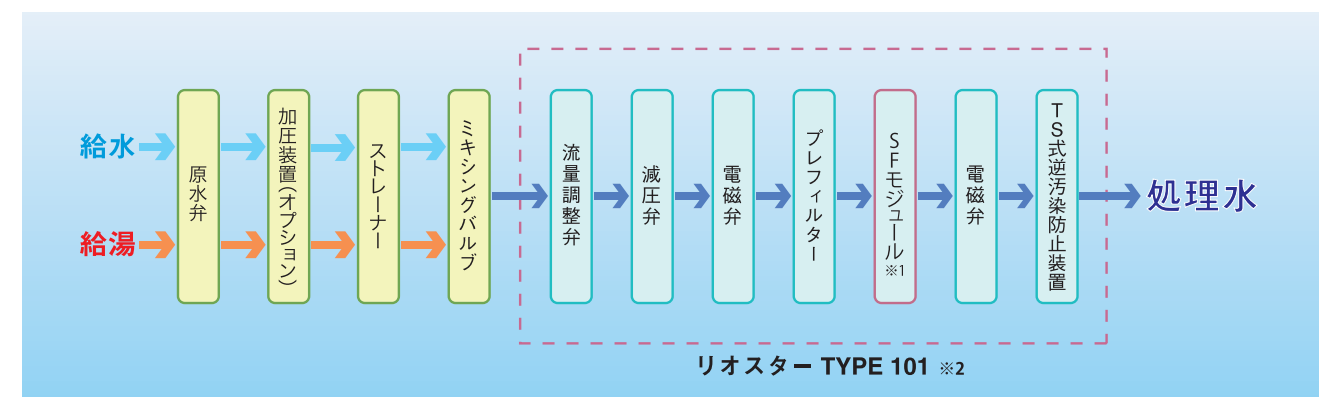 給水
給湯
原水弁
加圧装置(オプション)
ストレーナー
ミキシングバルブ
流量調整弁
減圧弁
電磁弁
プレフィルター
SFモジュール※1
電磁弁
TS式逆汚染防止装置
処理水
リオスター TYPE 101 ※2